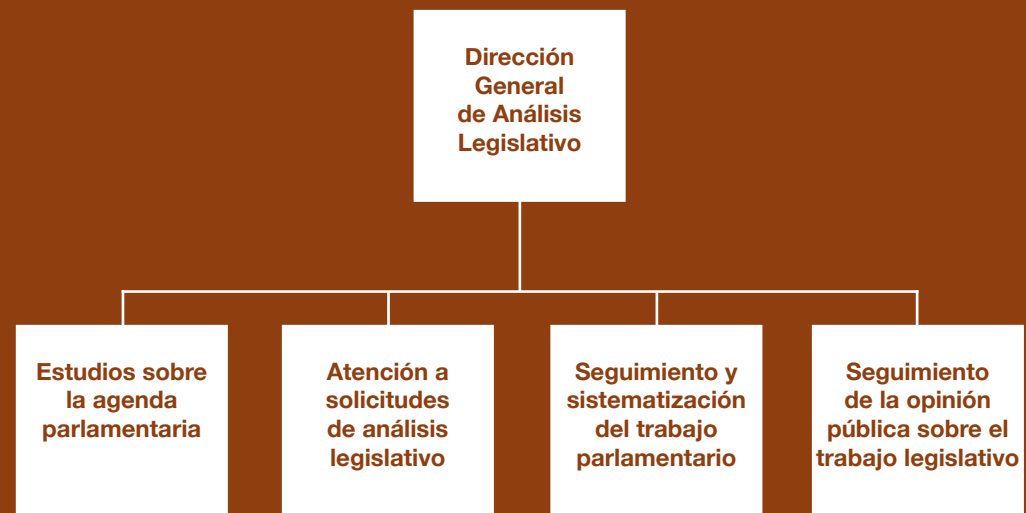 Dirección
General
de Análisis
Legislativo
Estudios sobre
la agenda
parlamentaria
Atención a
solicitudes
de análisis
legislativo
Seguimiento y
sistematización
del trabajo
parlamentario
Seguimiento
de la opinión
pública sobre el
trabajo legislativo